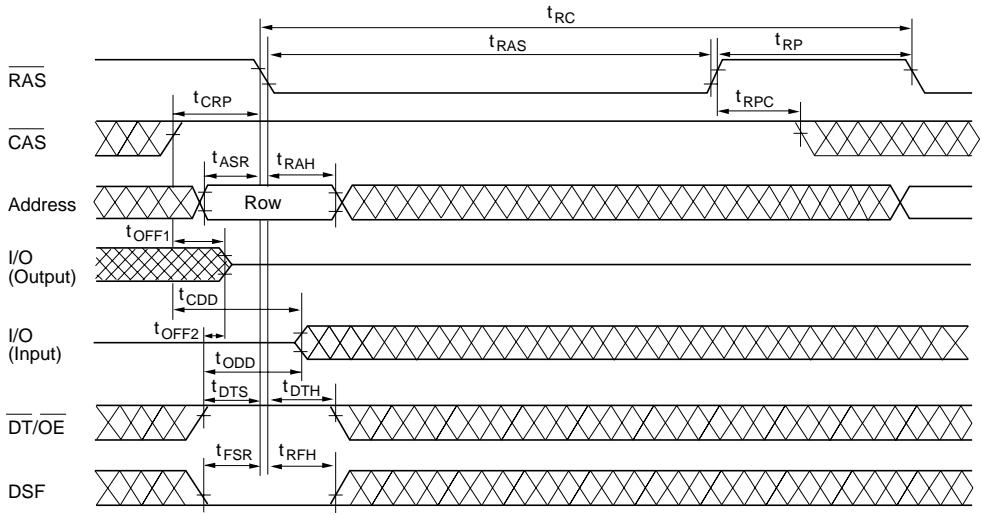 tRC
tRAS
tRP
RAS
tCRP
tRPC
CAS
tASR
tRAH
Address
Row
tOFF1
I/O
(Output)
tCDD
tOFF2
I/O
(Input)
tODD
tDTS
tDTH
DT/OE
tFSR
tRFH
DSF